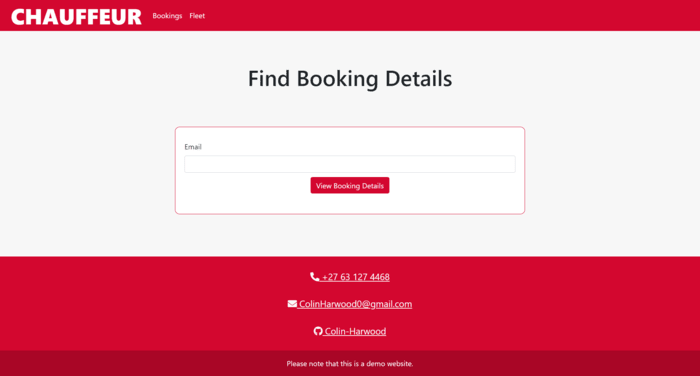 CHAUFFEUR Bookings Fleet
Find Booking Details
Email
View Booking Details
+27 63 127 4468
ColinHarwood0@gmail.com
Colin-Harwood
Please note that this is a demo website.